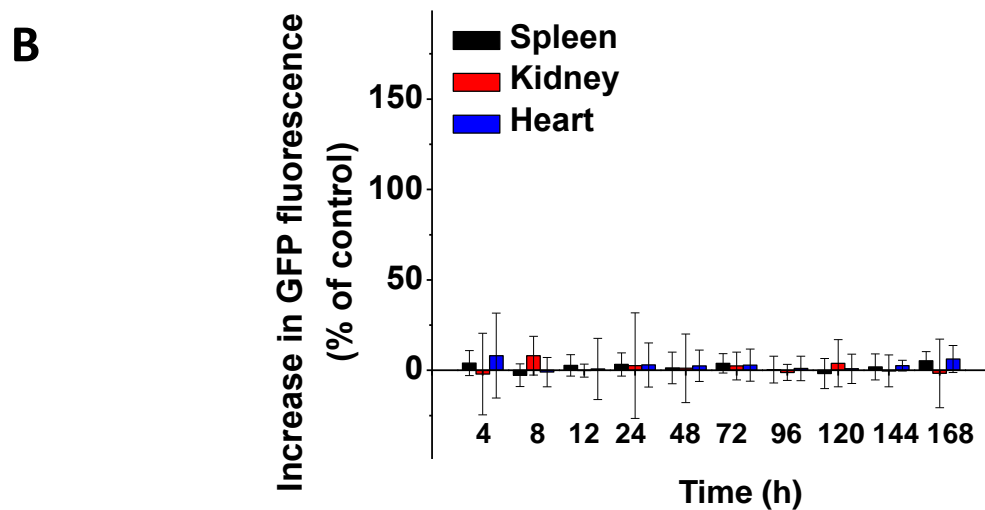 B
Increase in GFP fluorescence
(% of control)
150
100
50
0
Spleen
Kidney
Heart
4 8 12 24 48 72 96 120 144 168
Time (h)